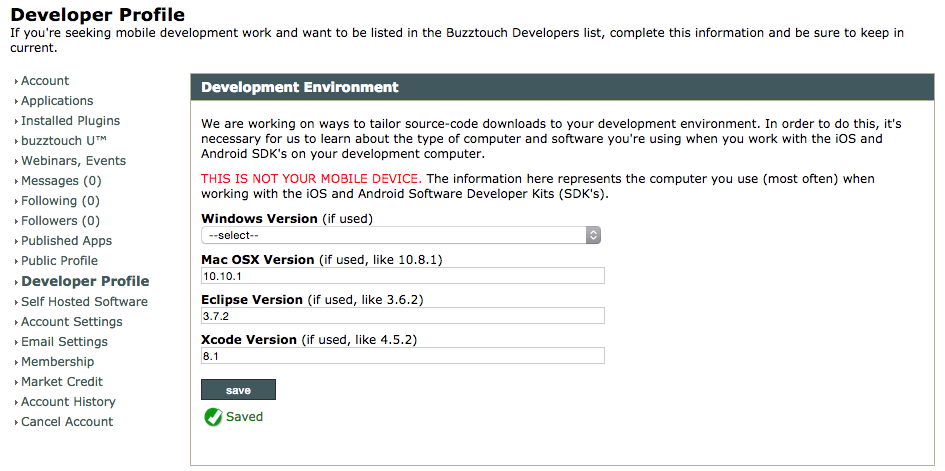 Developer Profile
If you're seeking mobile development work and want to be listed in the Buzztouch Developers list, complete this information and be sure to keep in
current.
Account
Applications
Installed Plugins
buzztouch U™
Webinars, Events
Messages (0)
Following (0)
Followers (0)
Published Apps
Public Profile
Developer Profile
Self Hosted Software
Account Settings
Email Settings
Membership
Market Credit
Account History
Cancel Account
Development Environment
We are working on ways to tailor source-code downloads to your development environment. In order to do this, it's
necessary for us to learn about the type of computer and software you're using when you work with the iOS and
Android SDK's on your development computer.
THIS IS NOT YOUR MOBILE DEVICE. The information here represents the computer you use (most often) when
working with the iOS and Android Software Developer Kits (SDK's).
Windows Version (if used)
--select--
Mac OSX Version (if used, like 10.8.1)
10.10.1
Eclipse Version (if used, like 3.6.2)
3.7.2
Xcode Version (if used, like 4.5.2)
8.1
save
Saved